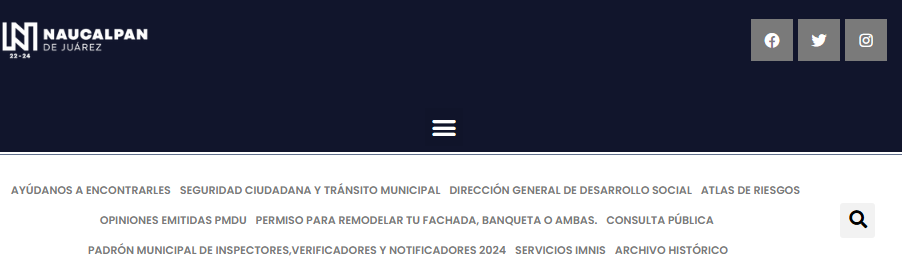 NAUCALPAN
DE JUÁREZ
22-24
AYÚDANOS A ENCONTRARLES SEGURIDAD CIUDADANA Y TRÁNSITO MUNICIPAL DIRECCIÓN GENERAL DE DESARROLLO SOCIAL ATLAS DE RIESGOS
OPINIONES EMITIDAS PMDU PERMISO PARA REMODELAR TU FACHADA, BANQUETA O AMBAS. CONSULTA PÚBLICA
PADRÓN MUNICIPAL DE INSPECTORES,VERIFICADORES Y NOTIFICADORES 2024 SERVICIOS IMNIS ARCHIVO HISTÓRICO